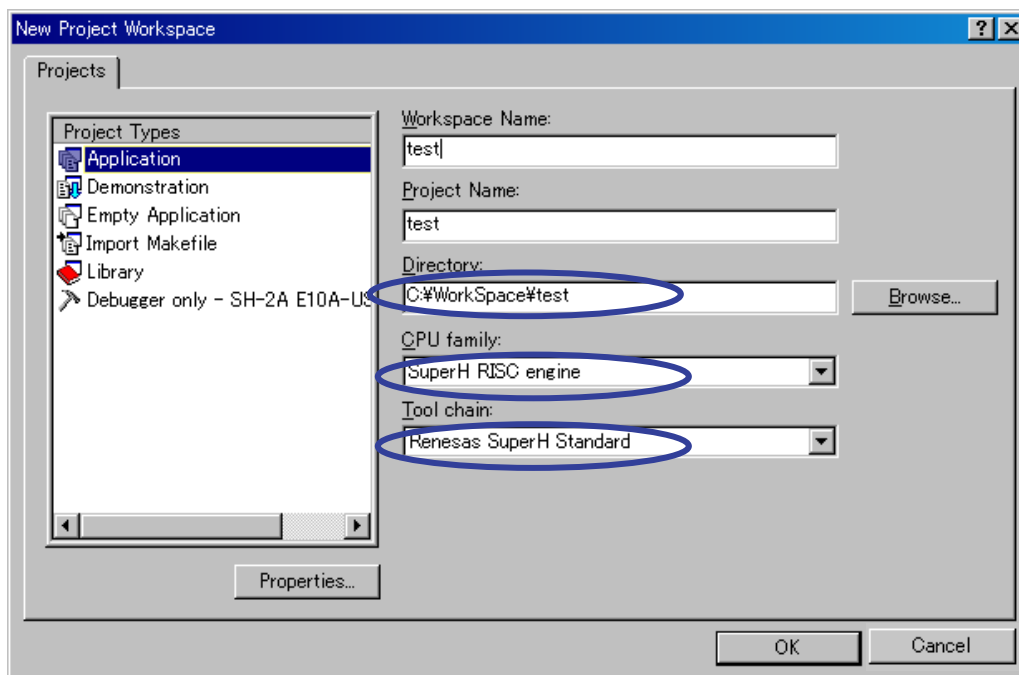 New Project Workspace
Projects
Project Types
Application
Demonstration
Empty Application
Import Makefile
Library
Debugger only - SH-2A E10A-US
Workspace Name:
test
Project Name:
test
Directory:
C:¥WorkSpace¥test
Browse...
CPU family:
SuperH RISC engine
Tool chain:
Renesas SuperH Standard
Properties...
OK
Cancel